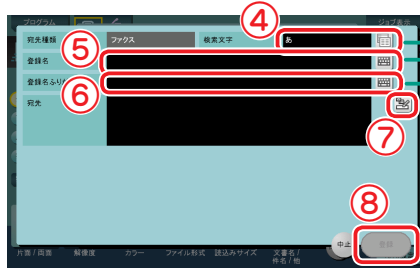 プログラム ジョブ表示
④
宛先種類 ファクス 検索文字 あ
⑤
登録名
登録名ふり
⑥
宛先
⑦
⑧
中止 登録
片面/両面 解像度 カラー ファイル形式 読込みサイズ 文書名/
件名/他